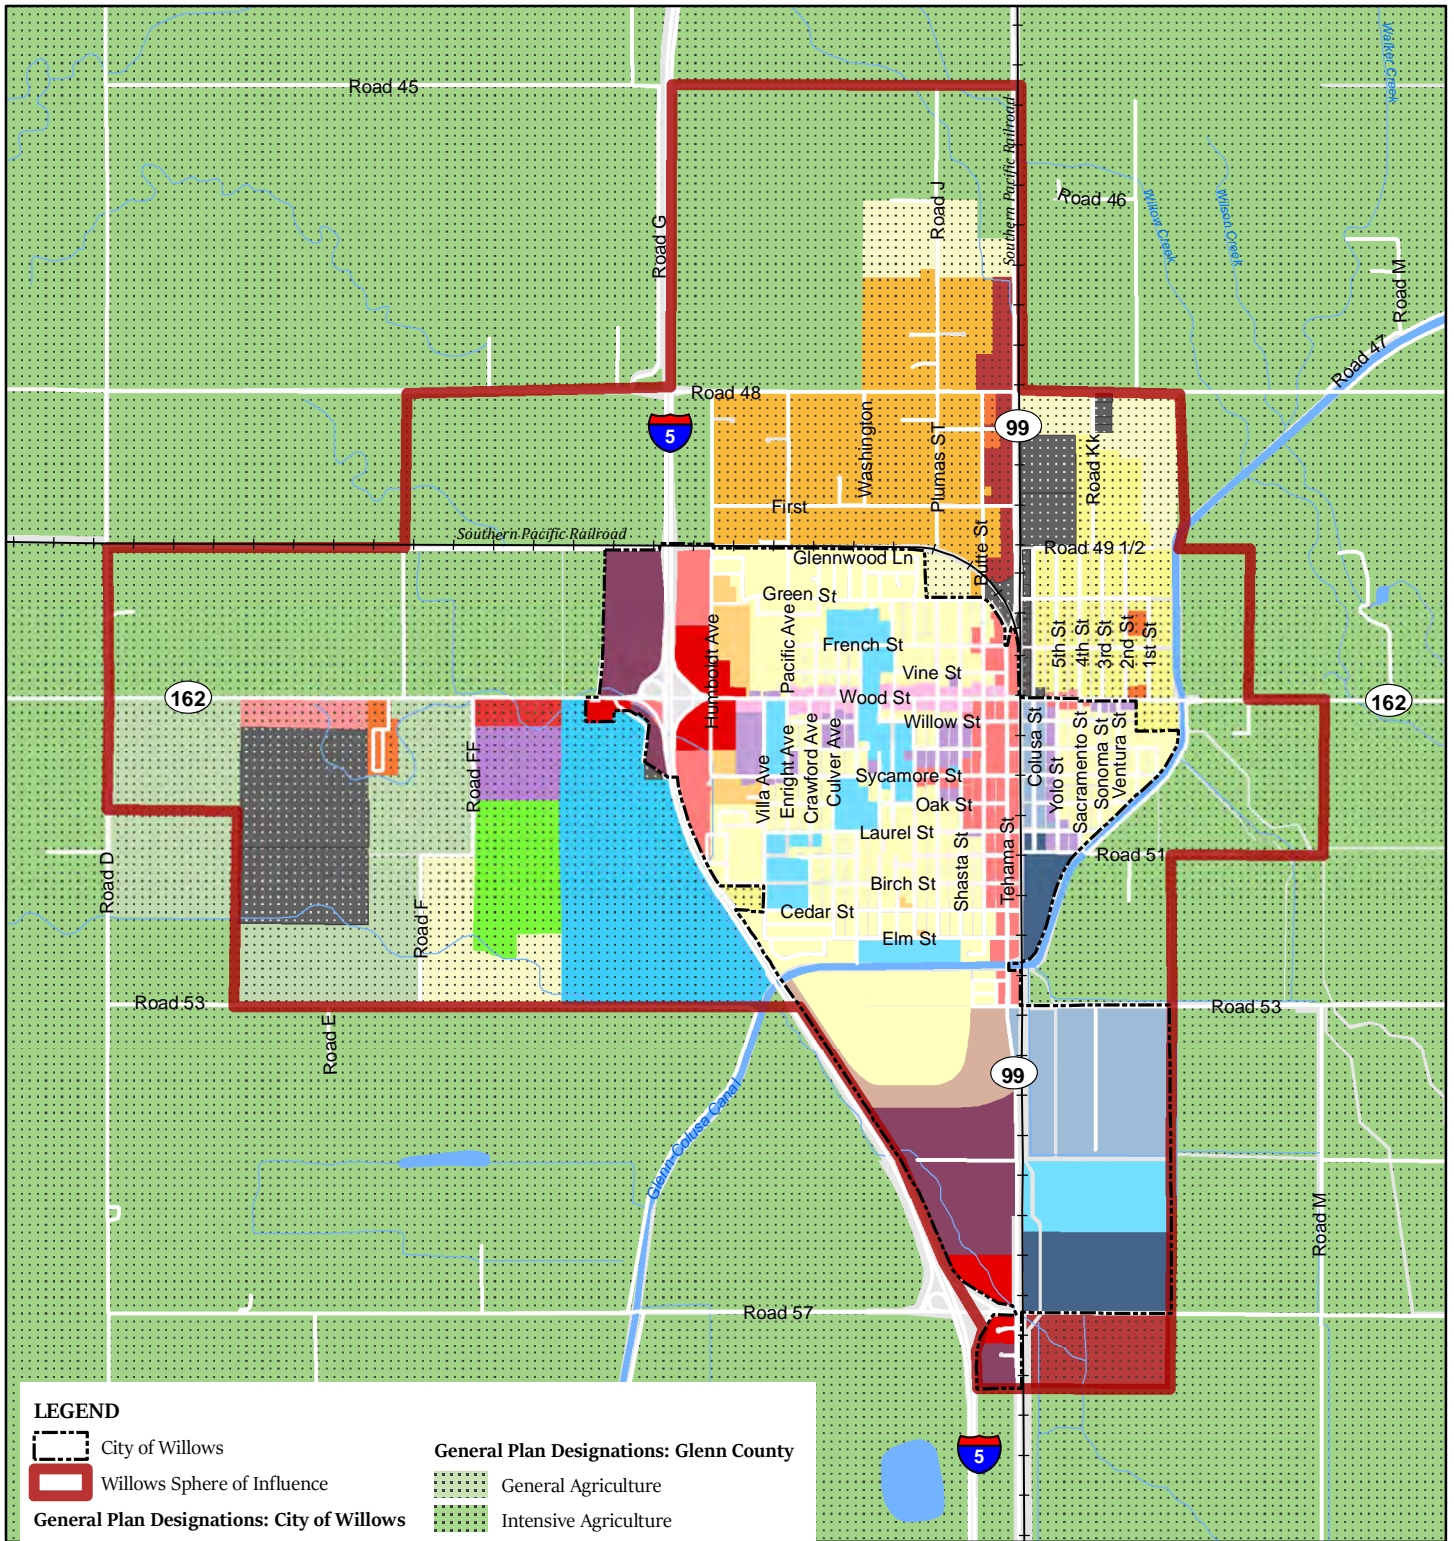 Road 45
Walker Creek
Southern Pacific Railroad
Road J
Road 46
Willow Creek
Wilson Creek
Road G
Road M
Road 47
Road 48
5
99
Washington
Plumas ST
Road Kk
First
Southern Pacific Railroad
Butte St
Road 49 1/2
Glennwood Ln
Green St
Pacific Ave
Humboldt Ave
French St
Vine St
Wood St
Willow St
5th St
4th St
3rd St
2nd St
1st St
162
162
Road FF
Villa Ave
Enright Ave
Crawford Ave
Culver Ave
Sycamore St
Oak St
Laurel St
Birch St
Cedar St
Elm St
Shasta St
Tehama St
Colusa St
Yolo St
Sacramento St
Sonoma St
Ventura St
Road 51
Road D
Road F
Road 53
Road E
Road 53
99
Glenn-Colusa Canal
Road M
Road 57
5
LEGEND
City of Willows
Willows Sphere of Influence
General Plan Designations: City of Willows
General Plan Designations: Glenn County
General Agriculture
Intensive Agriculture